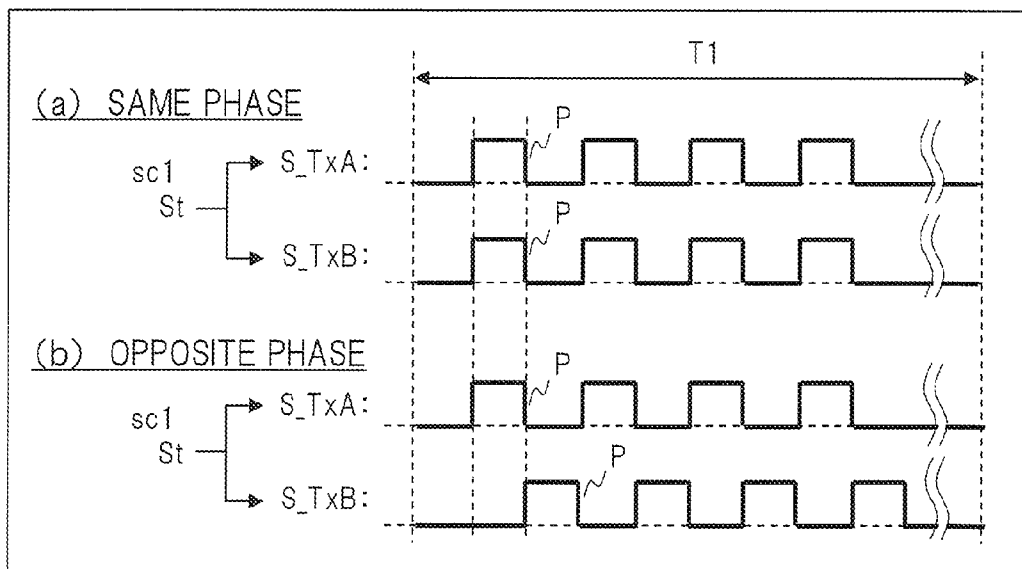 T1
(a) SAME PHASE
P
sc1
St
S_TxA:
P
S_TxB:
(b) OPPOSITE PHASE
P
sc1
St
S_TxA:
P
S_TxB: